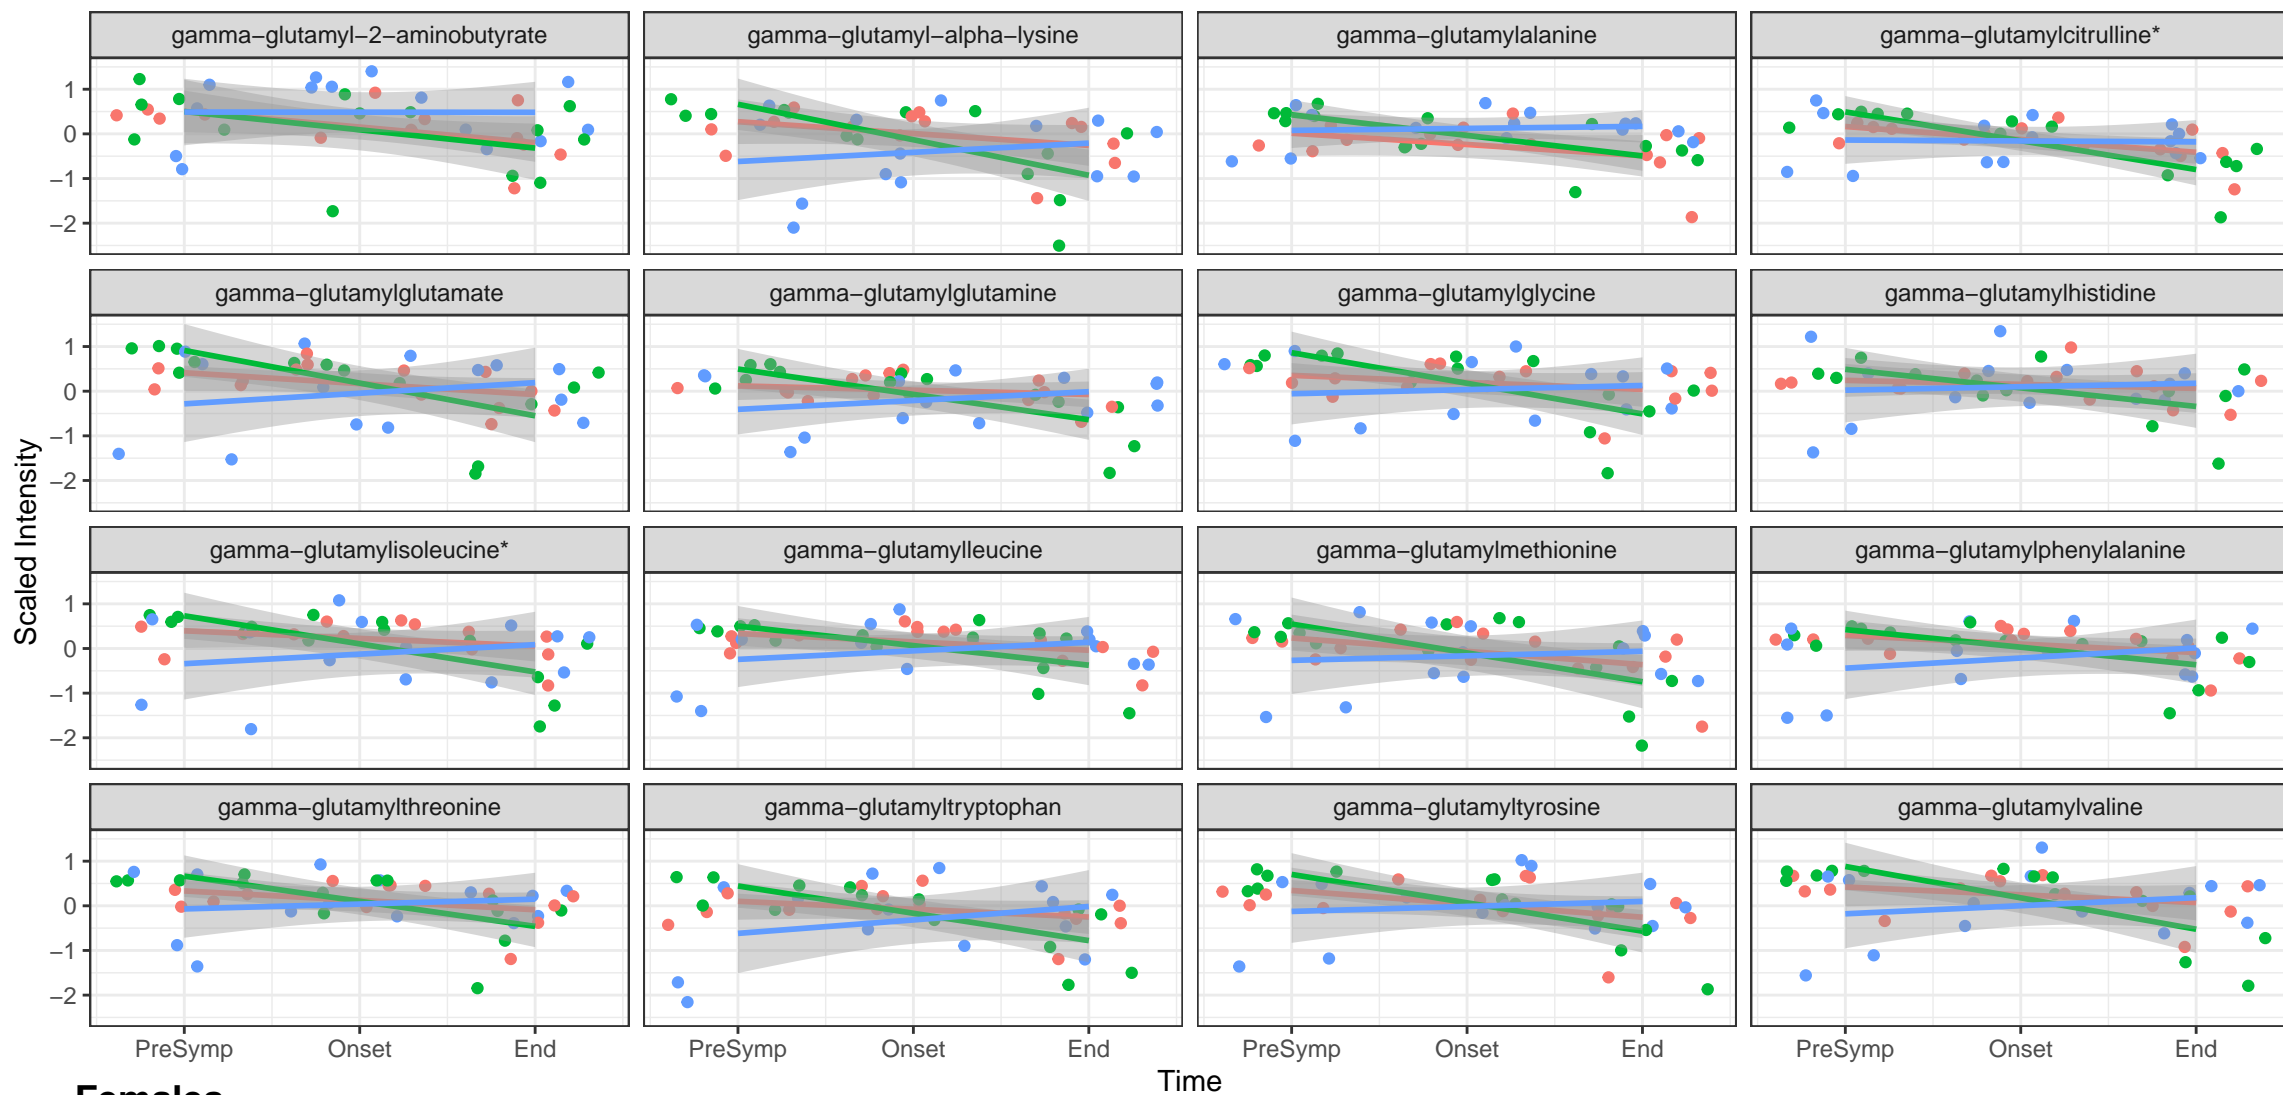 gamma−glutamyl−2−aminobutyrate gamma−glutamyl−alpha−lysine gamma−glutamylalanine gamma−glutamylcitrulline*
1
0
−1
−2
gamma−glutamylglutamate gamma−glutamylglutamine gamma−glutamylglycine gamma−glutamylhistidine
1
0
−1
−2
Scaled Intensity
gamma−glutamylisoleucine* gamma−glutamylleucine gamma−glutamylmethionine gamma−glutamylphenylalanine
1
0
−1
−2
gamma−glutamylthreonine gamma−glutamyltryptophan gamma−glutamyltyrosine gamma−glutamylvaline
1
0
−1
−2
PreSymp Onset End PreSymp Onset End PreSymp Onset End PreSymp Onset End
Time
Females